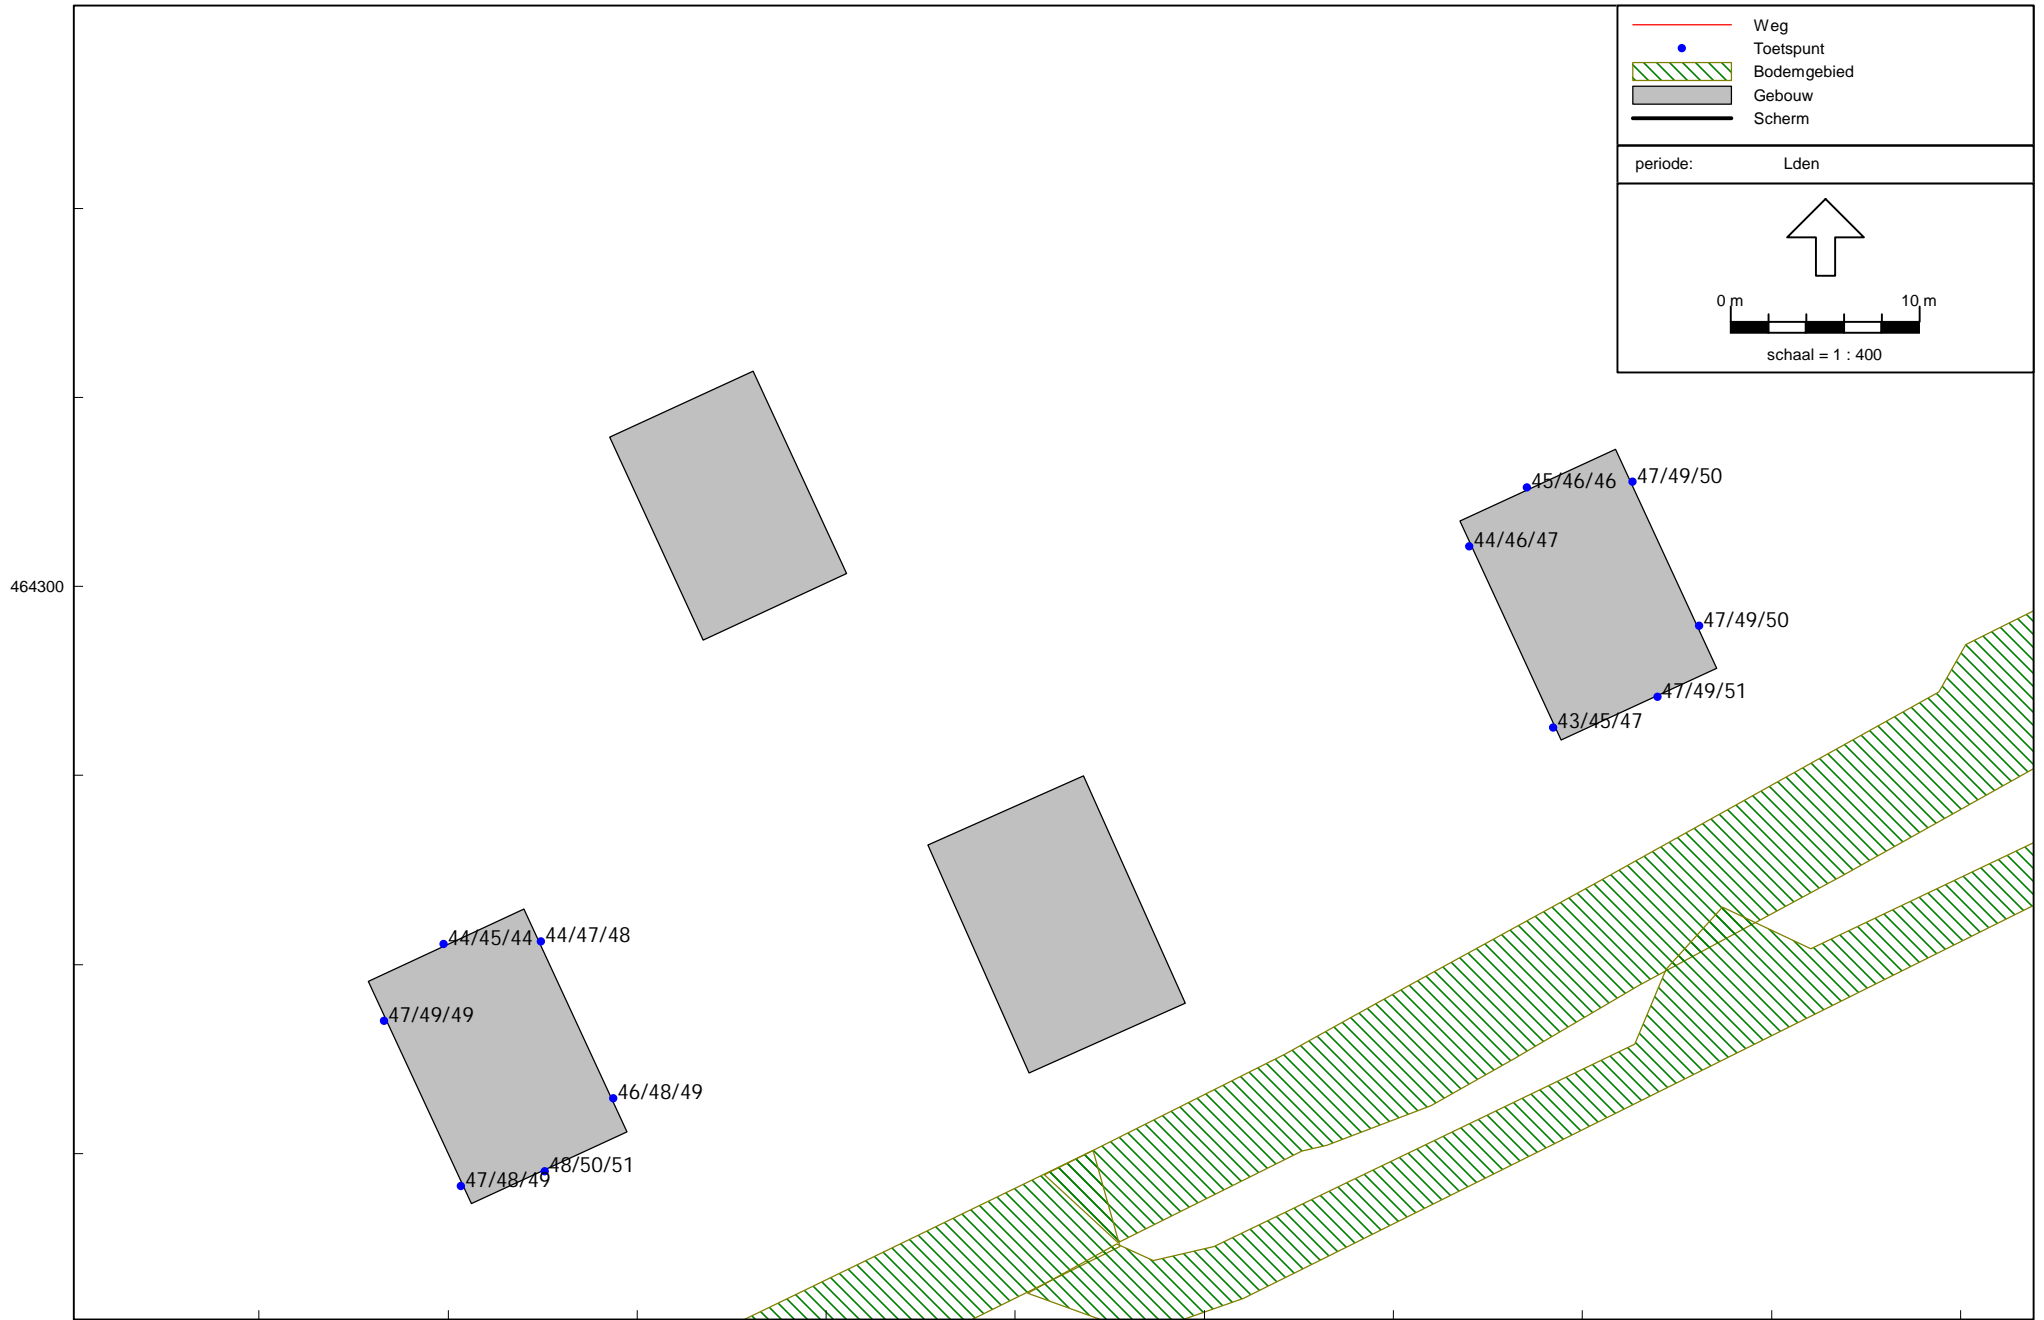 Weg
Toetspunt
Bodemgebied
Gebouw
Scherm
periode: Lden
0 m 10 m
schaal = 1 : 400
45/46/46 47/49/50
44/46/47
464300
47/49/50
47/49/51
43/45/47
44/45/44 44/47/48
47/49/49
46/48/49
48/50/51
47/48/49